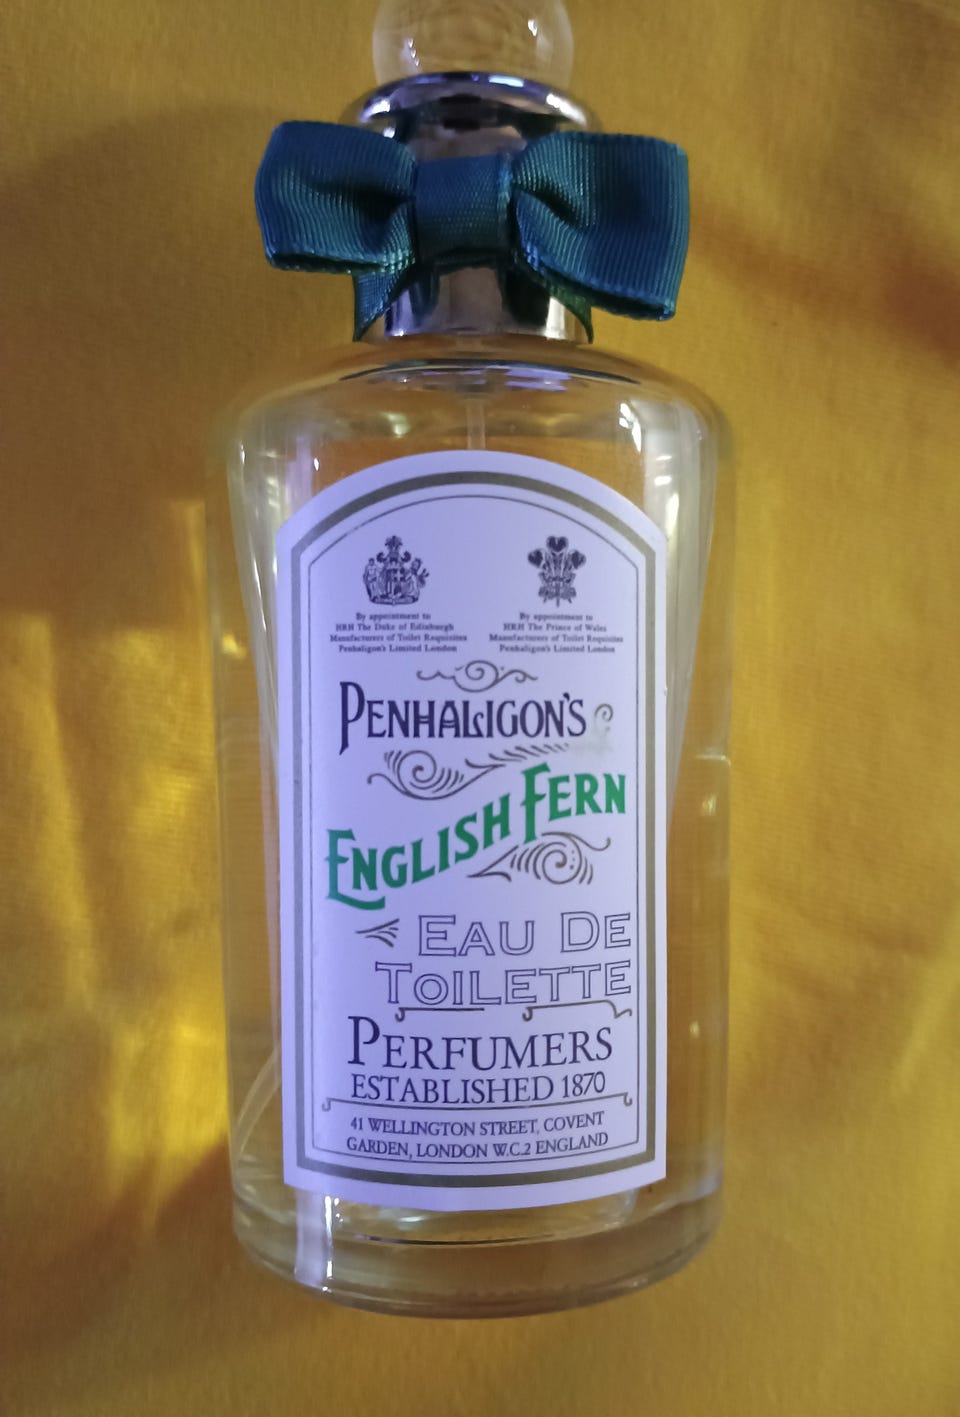 By appointment to
HRH The Duke of Edinburgh
Manufacturers of Toilet Requisites
Penhaligon's Limited London
By appointment to
HRH The Prince of Wales
Manufacturers of Toilet Requisites
Penhaligon's Limited London
PENHALIGON'S
ENGLISH FERN
EAU DE
TOILETTE
PERFUMERS
ESTABLISHED 1870
41 WELLINGTON STREET, COVENT
GARDEN, LONDON W.C.2 ENGLAND